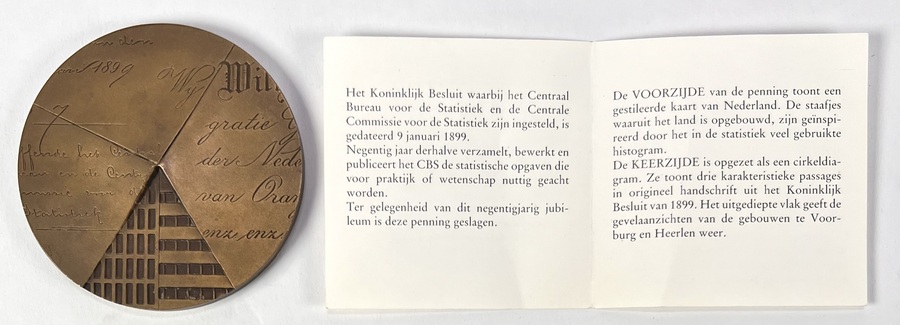 1899
Wij
Wilh
gratie
der Nede
van Oran
enz. enz.
Het Koninklijk Besluit waarbij het Centraal
Bureau voor de Statistiek en de Centrale
Commissie voor de Statistiek zijn ingesteld, is
gedateerd 9 januari 1899.
Negentig jaar derhalve verzamelt, bewerkt en
publiceert het CBS de statistische opgaven die
voor praktijk of wetenschap nuttig geacht
worden.
Ter gelegenheid van dit negentigjarig jubi-
leum is deze penning geslagen.
De VOORZIJDE van de penning toont een
gestileerde kaart van Nederland. De staafjes
waaruit het land is opgebouwd, zijn geïnspi-
reerd door het in de statistiek veel gebruikte
histogram.
De KEERZIJDE is opgezet als een cirkeldia-
gram. Ze toont drie karakteristieke passages
in origineel handschrift uit het Koninklijk
Besluit van 1899. Het uitgediepte vlak geeft de
gevelaanzichten van de gebouwen te Voor-
burg en Heerlen weer.